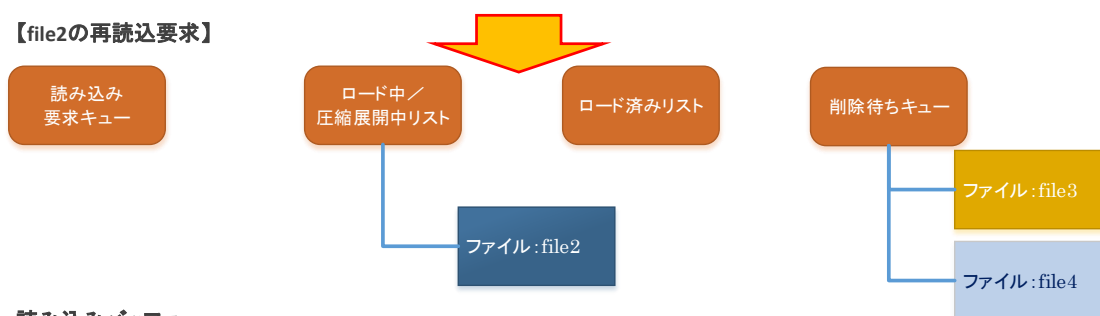 【file2の再読込要求】
読み込み
要求キュー
ロード中／
圧縮展開中リスト
ロード済みリスト
削除待ちキュー
ファイル:file3
ファイル:file2
ファイル:file4